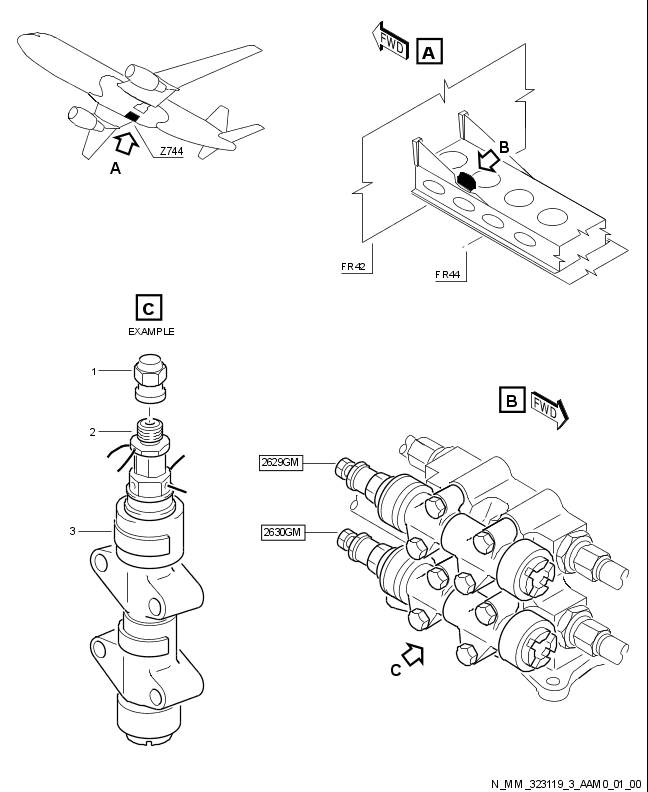 FWD
A
Z744
A
B
FR42
FR44
C
EXAMPLE
1
2
3
B
FWD
2629GM
2630GM
C
N_MM_323119_3_AAM0_01_00